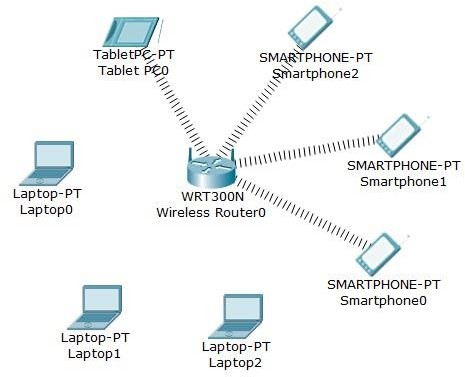 TabletPC-PT
Tablet PC0
SMARTPHONE-PT
Smartphone2
SMARTPHONE-PT
Smartphone1
Laptop-PT
Laptop0
WRT300N
Wireless Router0
SMARTPHONE-PT
Smartphone0
Laptop-PT
Laptop1
Laptop-PT
Laptop2